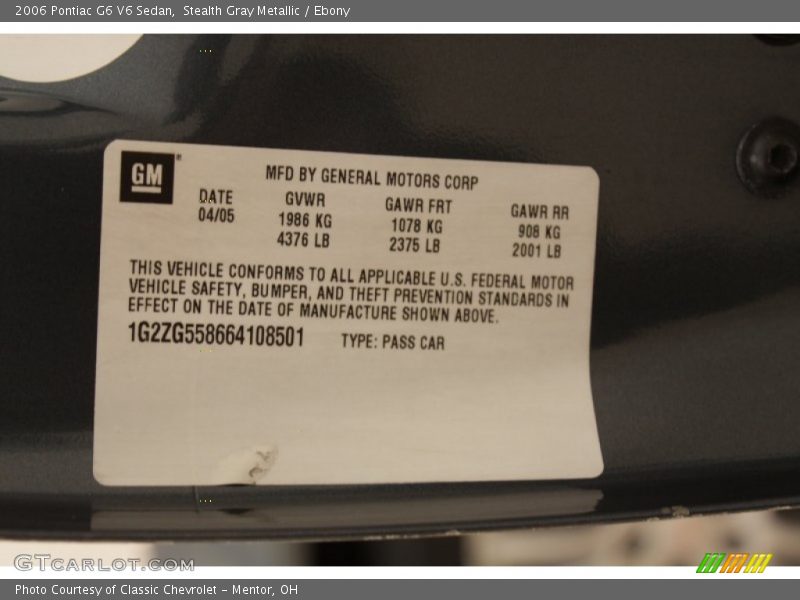 2006 Pontiac G6 V6 Sedan, Stealth Gray Metallic / Ebony
GM
MFD BY GENERAL MOTORS CORP
DATE GVWR GAWR FRT GAWR RR
04/05 1986 KG 1078 KG 908 KG
4376 LB 2375 LB 2001 LB
THIS VEHICLE CONFORMS TO ALL APPLICABLE U.S. FEDERAL MOTOR
VEHICLE SAFETY, BUMPER, AND THEFT PREVENTION STANDARDS IN
EFFECT ON THE DATE OF MANUFACTURE SHOWN ABOVE.
1G2ZG558664108501 TYPE: PASS CAR
GTCARLOT.COM
Photo Courtesy of Classic Chevrolet - Mentor, OH